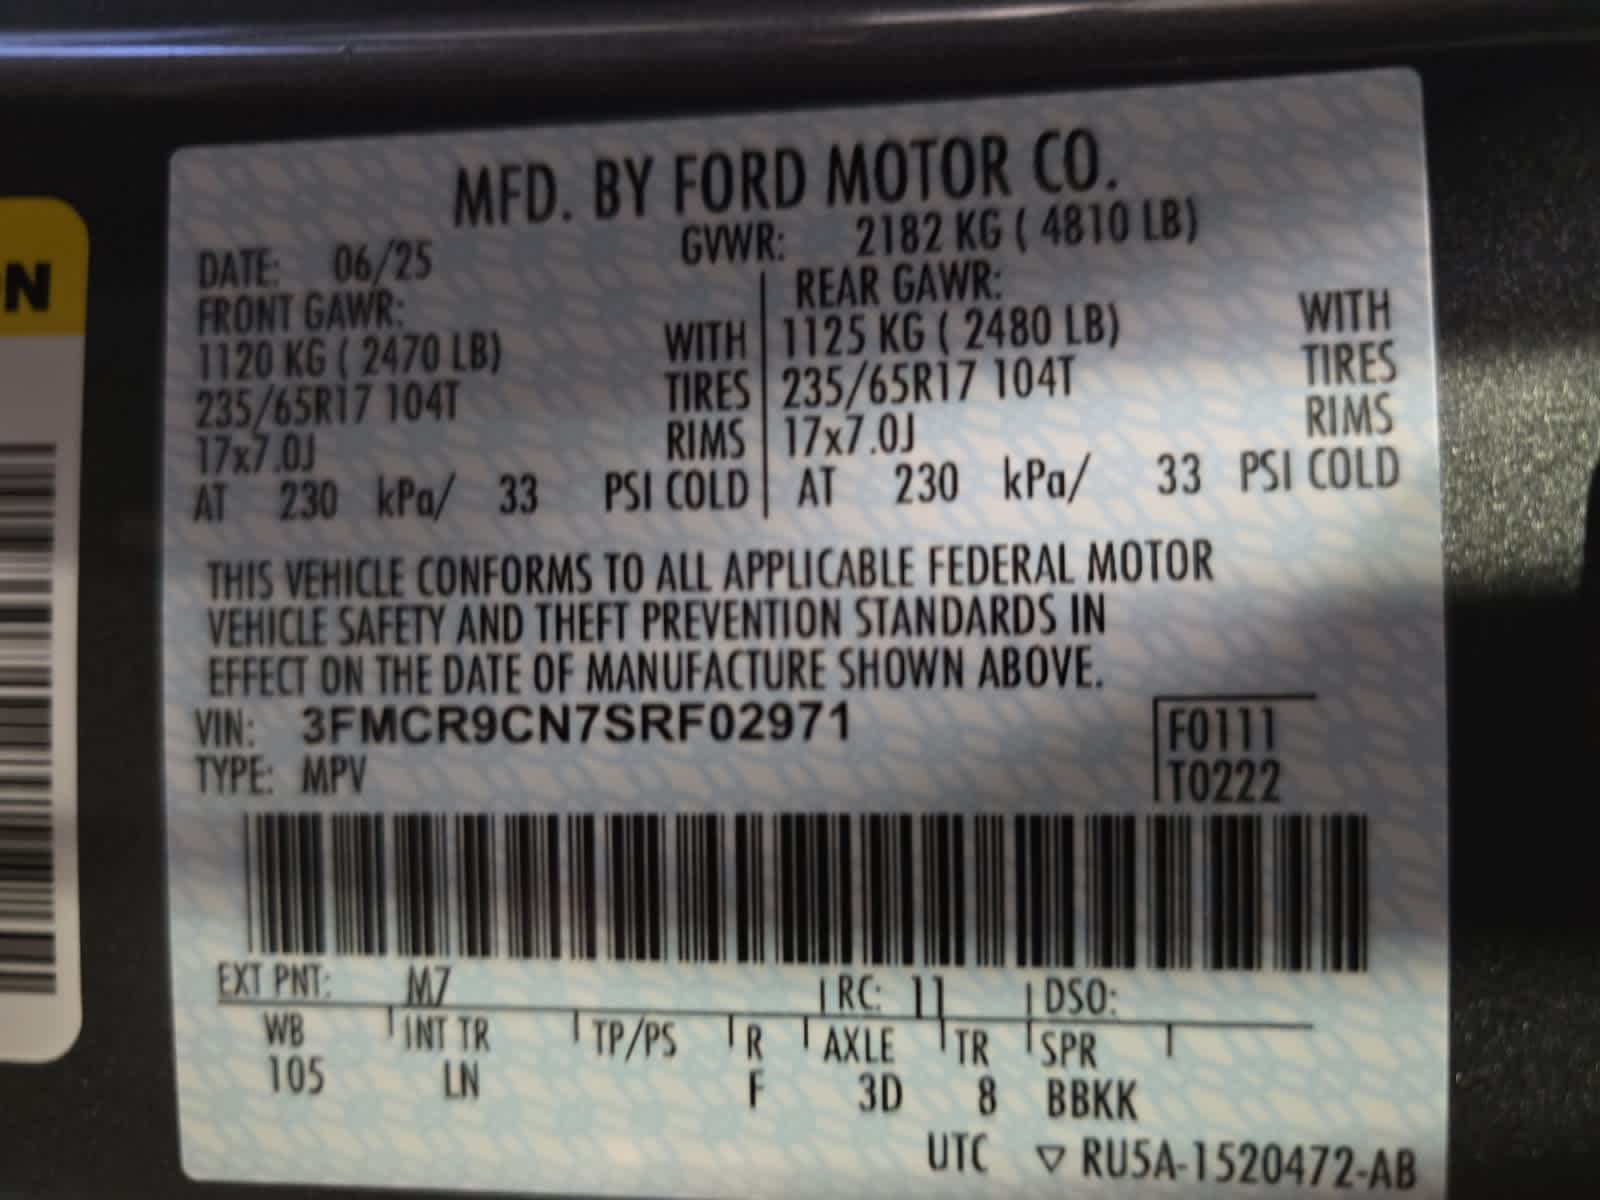 MFD. BY FORD MOTOR CO.
DATE: 06/25 GVWR: 2182 KG ( 4810 LB)
FRONT GAWR: REAR GAWR:
1120 KG ( 2470 LB) WITH 1125 KG ( 2480 LB) WITH
235/65R17 104T TIRES 235/65R17 104T TIRES
17x7.0J RIMS 17x7.0J RIMS
AT 230 kPa/ 33 PSI COLD AT 230 kPa/ 33 PSI COLD
THIS VEHICLE CONFORMS TO ALL APPLICABLE FEDERAL MOTOR
VEHICLE SAFETY AND THEFT PREVENTION STANDARDS IN
EFFECT ON THE DATE OF MANUFACTURE SHOWN ABOVE.
VIN: 3FMCR9CN7SRF02971 F0111
TYPE: MPV T0222
EXT PNT: M7 RC: 11 DSO:
WB INT TR TP/PS R AXLE TR SPR
105 LN F 3D 8 BBKK
UTC ▽ RU5A-1520472-AB